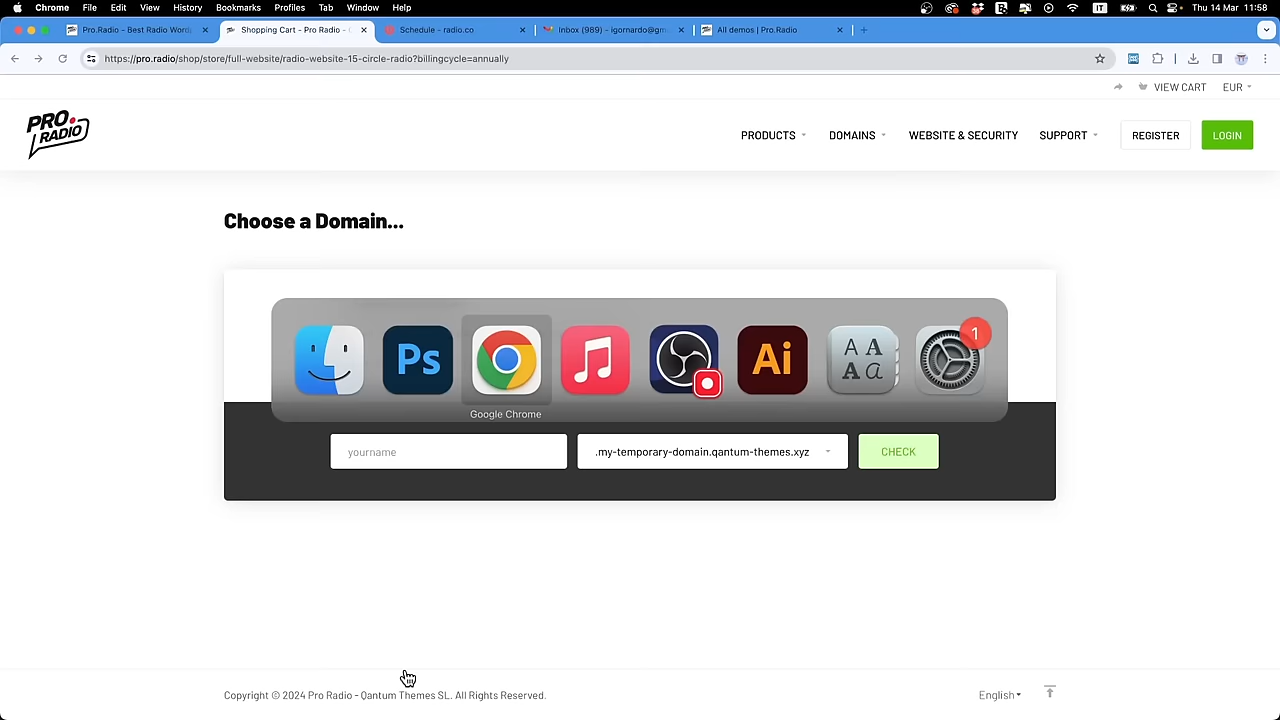 Chrome File Edit View History Bookmarks Profiles Tab Window Help IT Thu 14 Mar 11:58
Pro.Radio - Best Radio Word Shopping Cart - Pro Radio - Schedule - radio.co Inbox (989) - igornardo@gm All demos | Pro.Radio
https://pro.radio/shop/store/full-website/radio-website-15-circle-radio?billingcycle=annually
VIEW CART EUR
PRO.
RADIO
PRODUCTS DOMAINS WEBSITE & SECURITY SUPPORT REGISTER LOGIN
Choose a Domain...
1
Ps Ai A A
A a
Google Chrome
yourname .my-temporary-domain.qantum-themes.xyz CHECK
Copyright © 2024 Pro Radio - Qantum Themes SL. All Rights Reserved. English